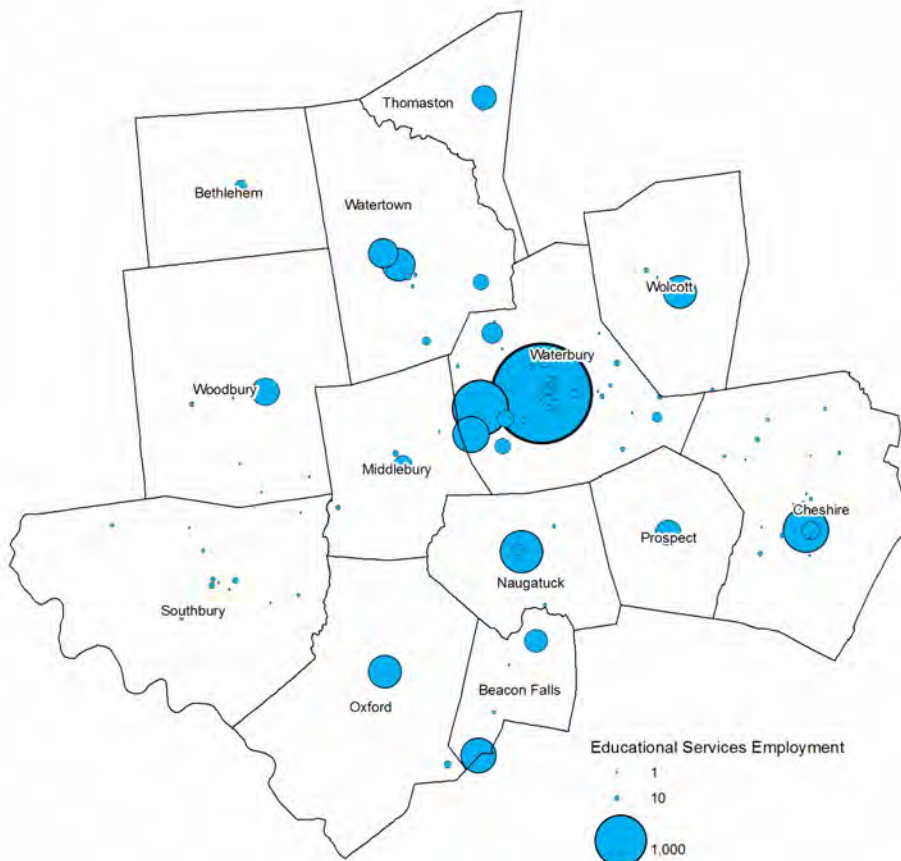 Thomaston
Bethlehem
Watertown
Wolcott
Waterbury
Woodbury
Middlebury
Cheshire
Prospect
Naugatuck
Southbury
Beacon Falls
Oxford
Educational Services Employment
1
10
1,000